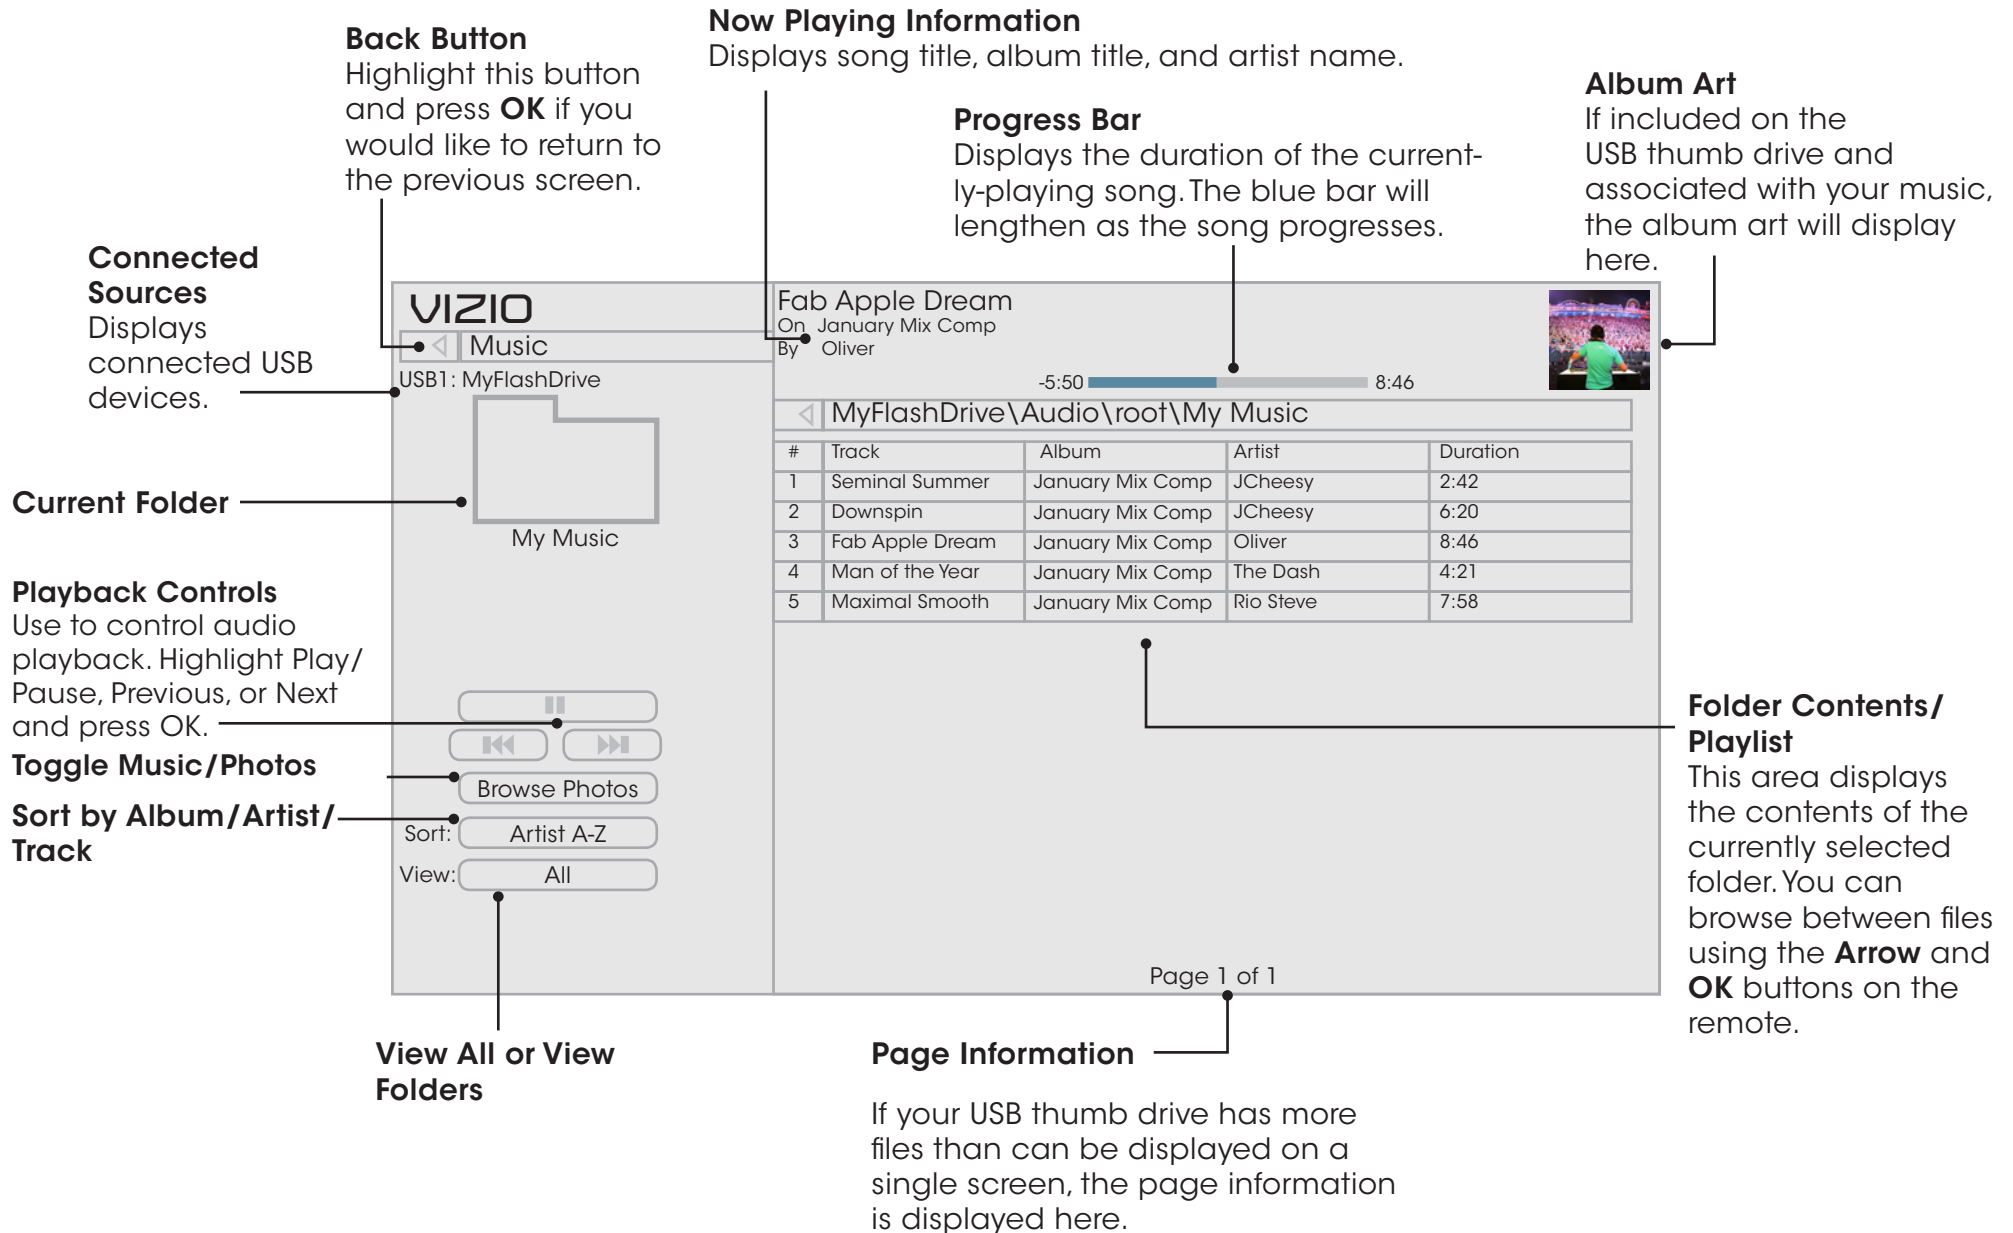 Now Playing Information
Displays song title, album title, and artist name.
Back Button
Highlight this button
and press OK if you
would like to return to
the previous screen.
Progress Bar
Displays the duration of the current-
ly-playing song. The blue bar will
lengthen as the song progresses.
Album Art
If included on the
USB thumb drive and
associated with your music,
the album art will display
here.
Connected
Sources
Displays
connected USB
devices.
Current Folder
Playback Controls
Use to control audio
playback. Highlight Play/
Pause, Previous, or Next
and press OK.
Toggle Music/Photos
Sort by Album/Artist/
Track
VIZIO
Music
USB1: MyFlashDrive
My Music
Browse Photos
Sort: Artist A-Z
View: All
Fab Apple Dream
On January Mix Comp
By Oliver
-5:50 8:46
MyFlashDrive\Audio\root\My Music
# Track Album Artist Duration
1 Seminal Summer January Mix Comp JCheesy 2:42
2 Downspin January Mix Comp JCheesy 6:20
3 Fab Apple Dream January Mix Comp Oliver 8:46
4 Man of the Year January Mix Comp The Dash 4:21
5 Maximal Smooth January Mix Comp Rio Steve 7:58
Page 1 of 1
Folder Contents/
Playlist
This area displays
the contents of the
currently selected
folder. You can
browse between files
using the Arrow and
OK buttons on the
remote.
View All or View
Folders
Page Information
If your USB thumb drive has more
files than can be displayed on a
single screen, the page information
is displayed here.